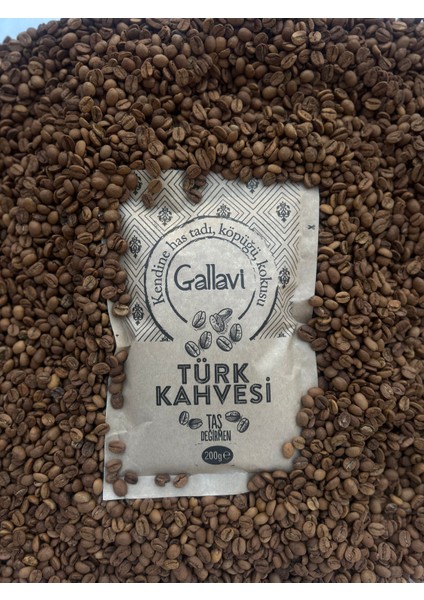 Kendine has tadı, köpüğü, kokusu
Gallavi
TÜRK
KAHVESİ
TAŞ
DEĞİRMEN
200g e